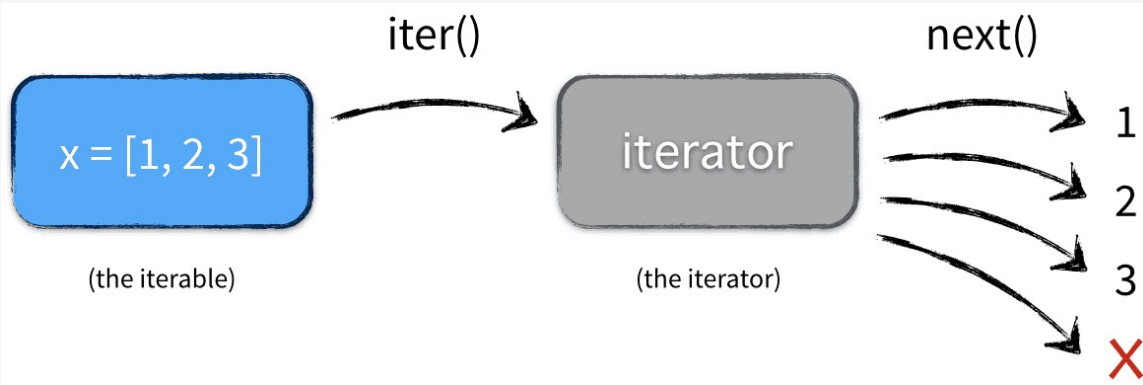 iter()
next()
x = [1, 2, 3]
iterator
1
2
3
X
(the iterable)
(the iterator)